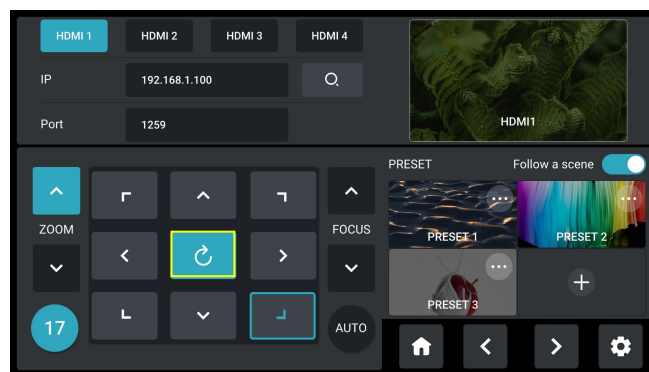 HDMI 1 HDMI 2 HDMI 3 HDMI 4
IP 192.168.1.100
Port 1259
HDMI1
PRESET Follow a scene
ZOOM
FOCUS
PRESET 1 PRESET 2
PRESET 3
17
AUTO